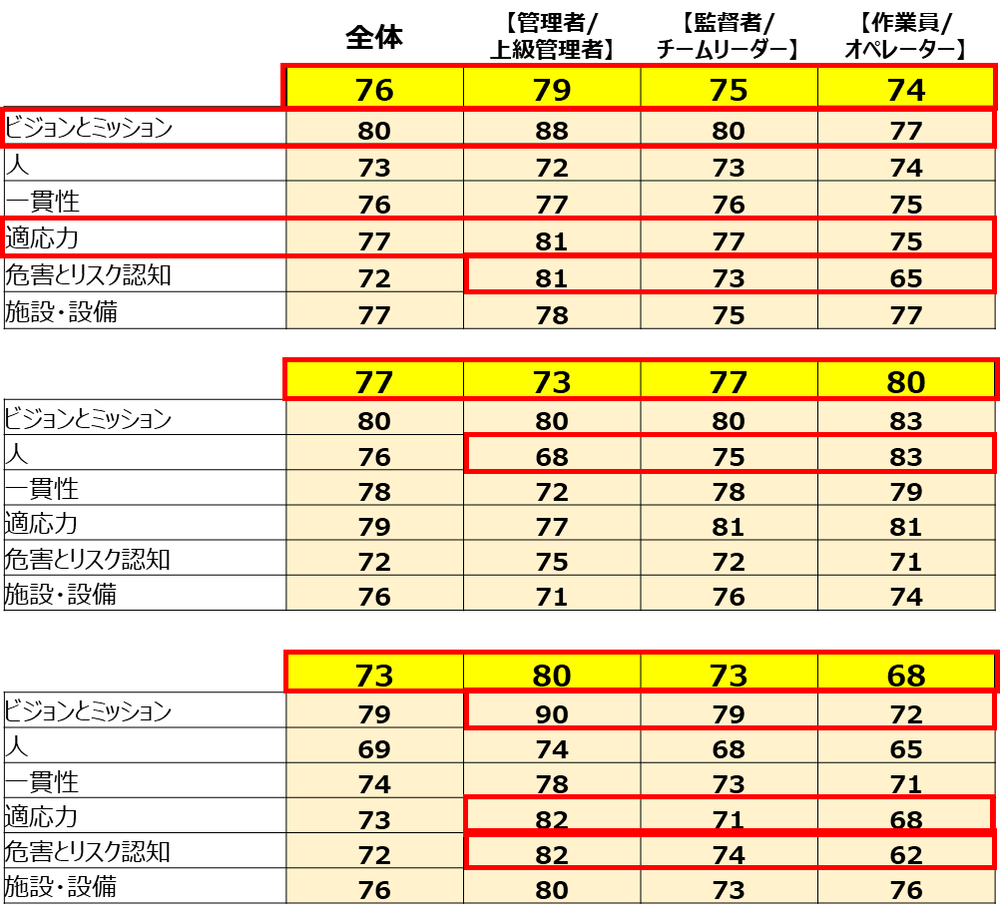 全体 【管理者/ 【監督者/ 【作業員/
上級管理者】 チームリーダー】 オペレーター】
76 79 75 74
ビジョンとミッション 80 88 80 77
人 73 72 73 74
一貫性 76 77 76 75
適応力 77 81 77 75
危害とリスク認知 72 81 73 65
施設・設備 77 78 75 77
77 73 77 80
ビジョンとミッション 80 80 80 83
人 76 68 75 83
一貫性 78 72 78 79
適応力 79 77 81 81
危害とリスク認知 72 75 72 71
施設・設備 76 71 76 74
73 80 73 68
ビジョンとミッション 79 90 79 72
人 69 74 68 65
一貫性 74 78 73 71
適応力 73 82 71 68
危害とリスク認知 72 82 74 62
施設・設備 76 80 73 76